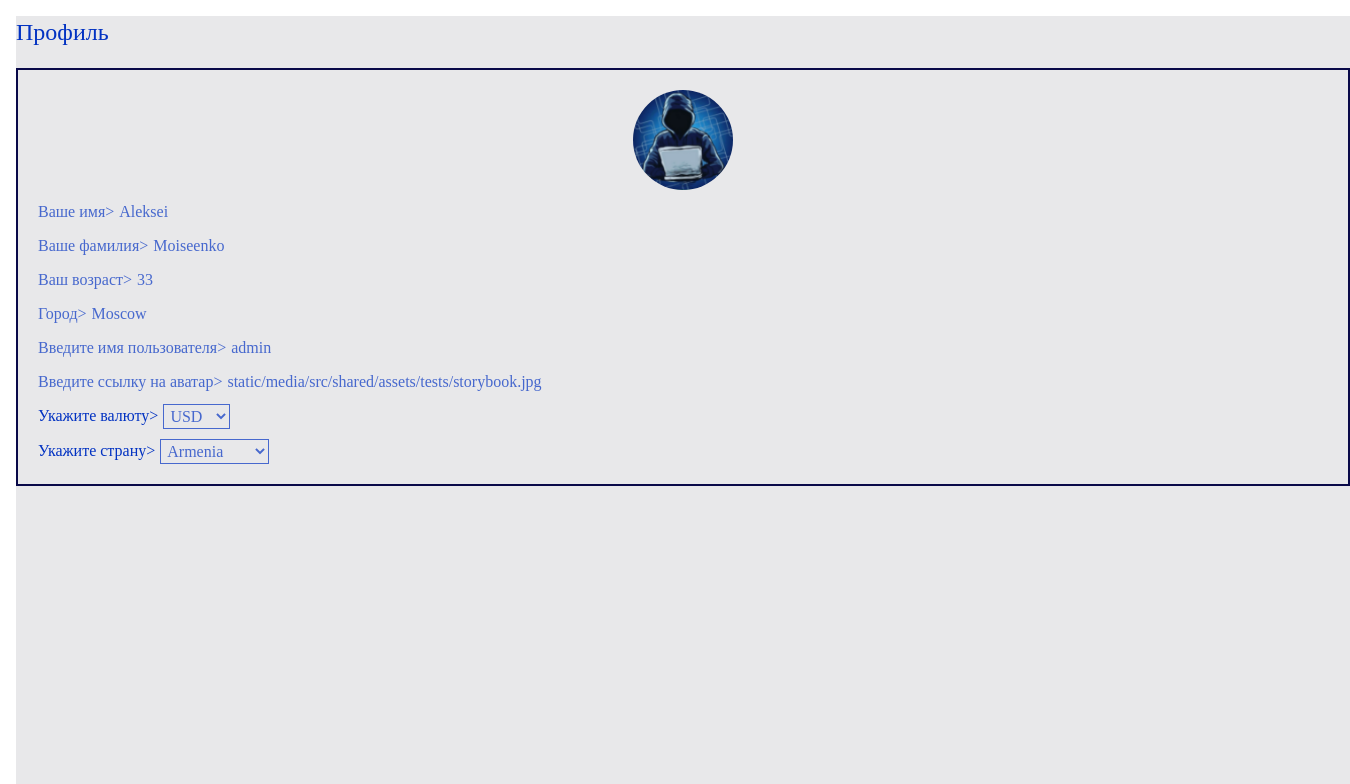 Профиль
Ваше имя> Aleksei
Ваше фамилия> Moiseenko
Ваш возраст> 33
Город> Moscow
Введите имя пользователя> admin
Введите ссылку на аватар> static/media/src/shared/assets/tests/storybook.jpg
Укажите валюту> USD
Укажите страну> Armenia